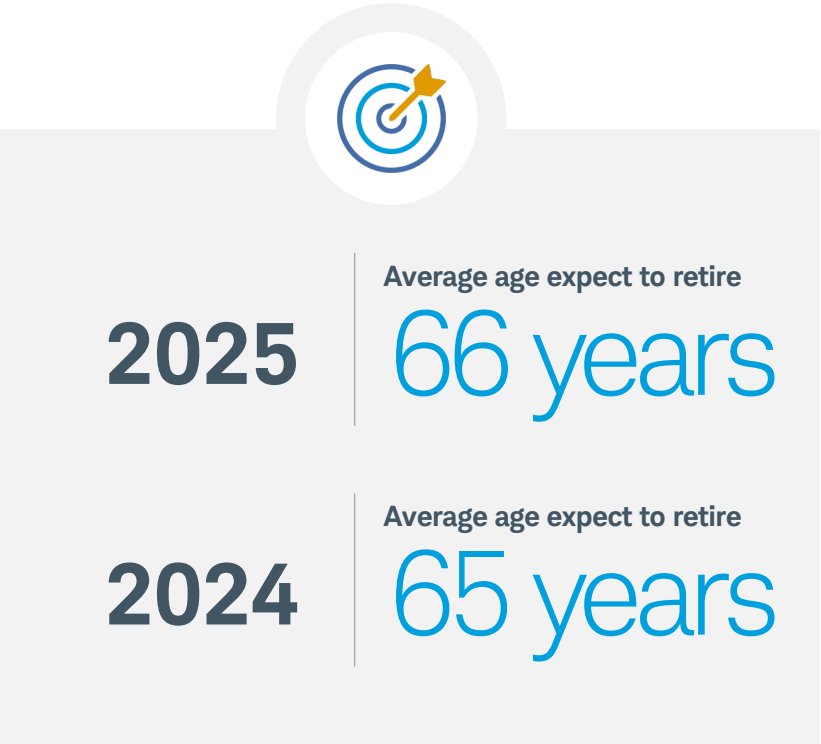 2025
Average age expect to retire
66 years
2024
Average age expect to retire
65 years